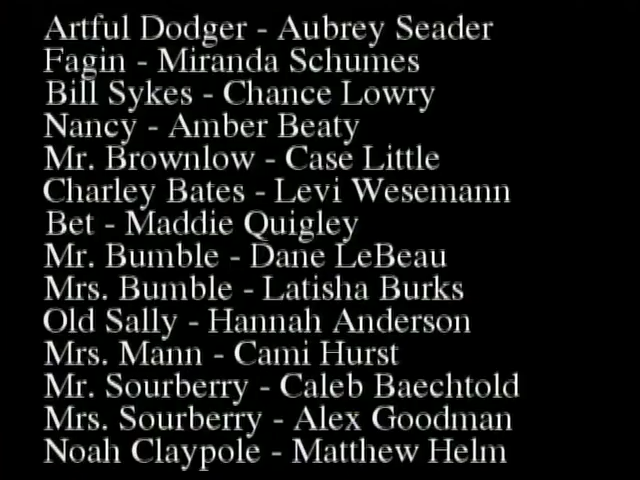 Artful Dodger - Aubrey Seader
Fagin - Miranda Schumes
Bill Sykes - Chance Lowry
Nancy - Amber Beaty
Mr. Brownlow - Case Little
Charley Bates - Levi Wesemann
Bet - Maddie Quigley
Mr. Bumble - Dane LeBeau
Mrs. Bumble - Latisha Burks
Old Sally - Hannah Anderson
Mrs. Mann - Cami Hurst
Mr. Sourberry - Caleb Baechtold
Mrs. Sourberry - Alex Goodman
Noah Claypole - Matthew Helm